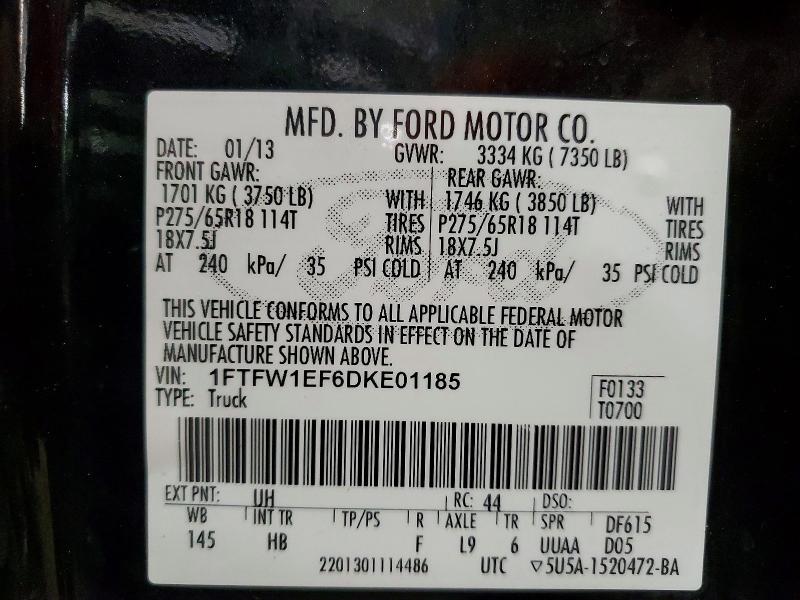 MFD. BY FORD MOTOR CO.
DATE: 01/13 GVWR: 3334 KG ( 7350 LB)
FRONT GAWR: REAR GAWR:
1701 KG ( 3750 LB) WITH 1746 KG ( 3850 LB) WITH
P275/65R18 114T TIRES P275/65R18 114T TIRES
18X7.5J RIMS 18X7.5J RIMS
AT 240 kPa/ 35 PSI COLD AT 240 kPa/ 35 PSI COLD
THIS VEHICLE CONFORMS TO ALL APPLICABLE FEDERAL MOTOR
VEHICLE SAFETY STANDARDS IN EFFECT ON THE DATE OF
MANUFACTURE SHOWN ABOVE.
VIN: 1FTFW1EF6DKE01185 F0133
TYPE: Truck T0700
EXT PNT: UH RC: 44 DSO:
WB INT TR TP/PS R AXLE TR SPR DF615
145 HB F L9 6 UUAA D05
2201301114486 UTC ▽5U5A-1520472-BA